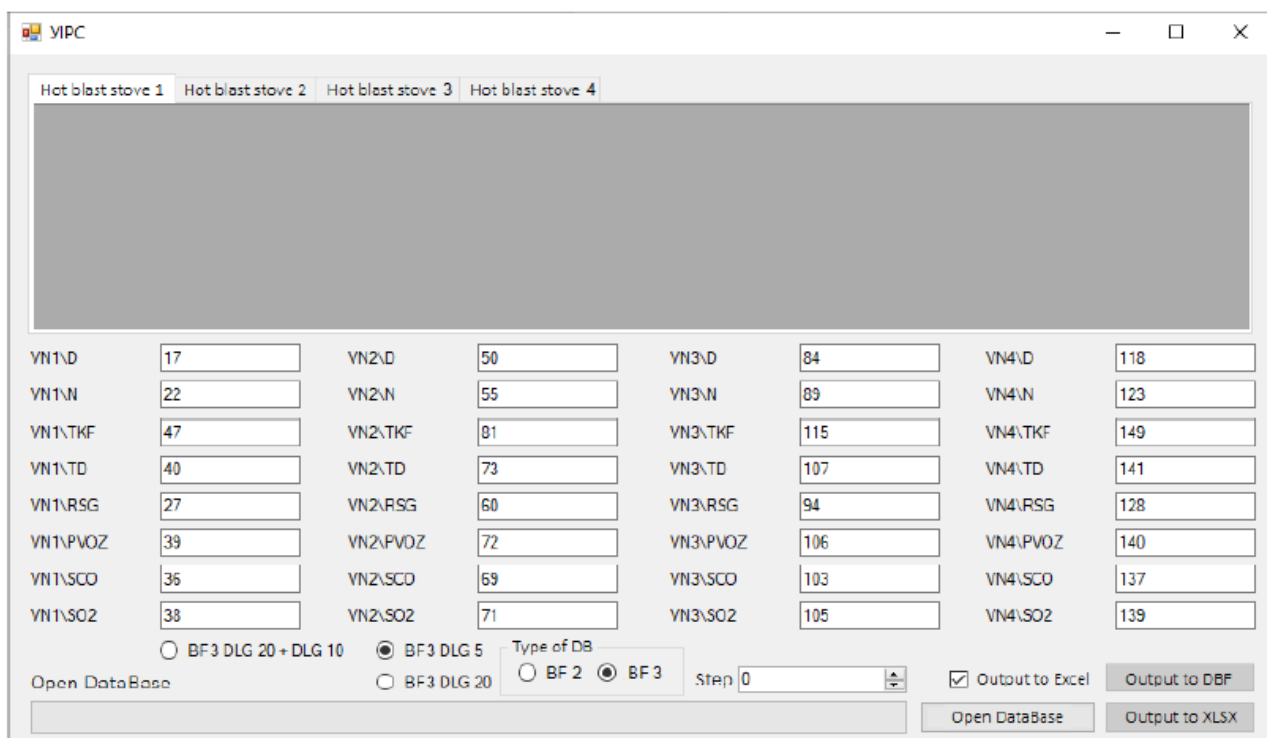 УІРС
Hot blast stove 1 Hot blast stove 2 Hot blast stove 3 Hot blast stove 4
VN1\D 17 VN2\D 50 VN3\D 84 VN4\D 118
VN1\N 22 VN2\N 55 VN3\N 89 VN4\N 123
VN1\TKF 47 VN2\TKF 81 VN3\TKF 115 VN4\TKF 149
VN1\TD 40 VN2\TD 73 VN3\TD 107 VN4\TD 141
VN1\RSG 27 VN2\RSG 60 VN3\RSG 94 VN4\RSG 128
VN1\PVOZ 39 VN2\PVOZ 72 VN3\PVOZ 106 VN4\PVOZ 140
VN1\SCO 36 VN2\SCO 69 VN3\SCO 103 VN4\SCO 137
VN1\SO2 38 VN2\SO2 71 VN3\SO2 105 VN4\SO2 139
BF3 DLG 20 + DLG 10 BF3 DLG 5 Type of DB
BF 2 BF 3
Open DataBase BF3 DLG 20 Step 0 Output to Excel Output to DBF
Open DataBase Output to XLSX